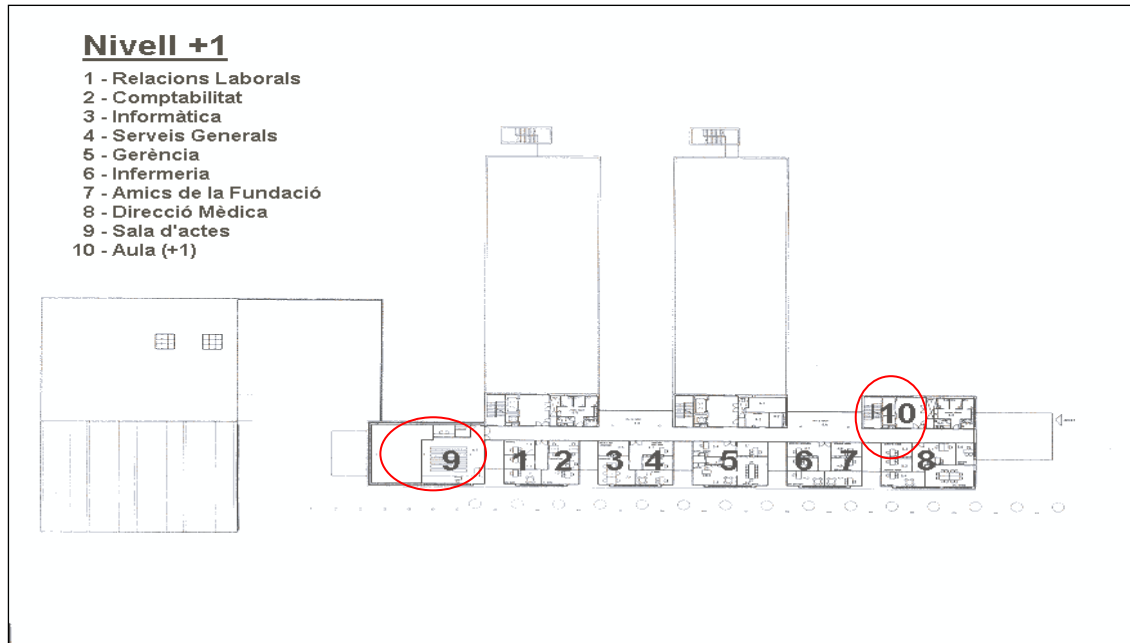 Nivell +1
1 - Relacions Laborals
2 - Comptabilitat
3 - Informàtica
4 - Serveis Generals
5 - Gerència
6 - Infermeria
7 - Amics de la Fundació
8 - Direcció Mèdica
9 - Sala d'actes
10 - Aula (+1)
10
9 1 2 3 4 5 6 7 8